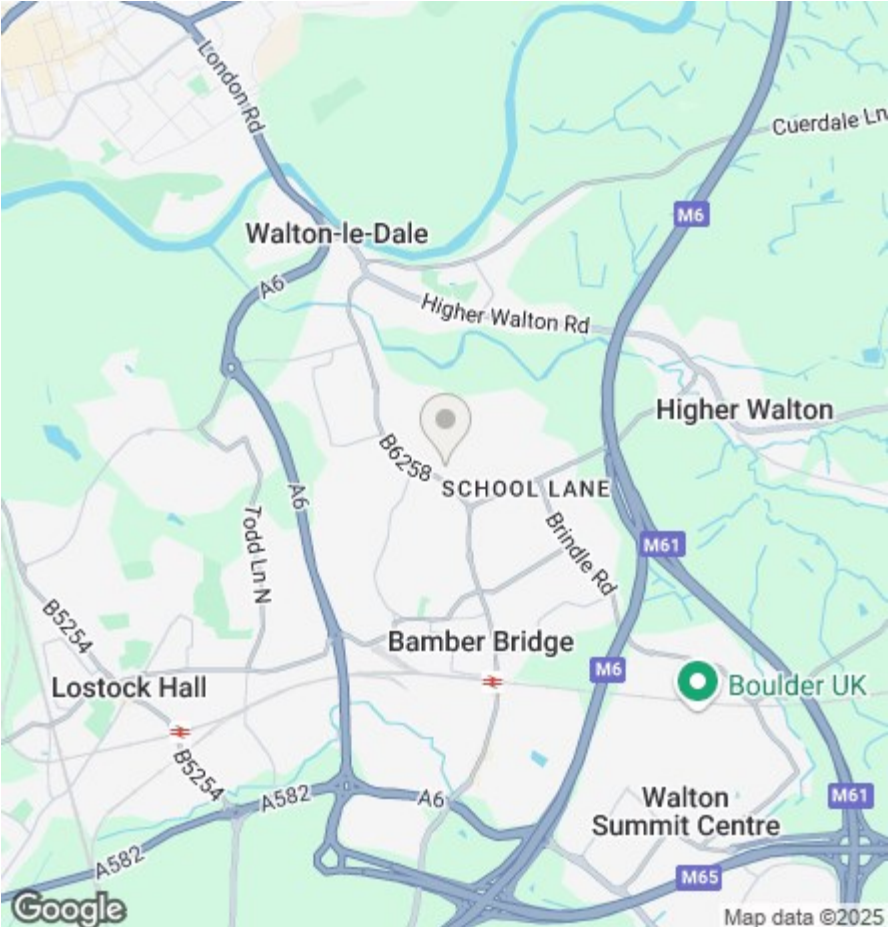 London Rd
Cuerdale Ln
M6
Walton-le-Dale
A6
Higher Walton Rd
Higher Walton
B6258
SCHOOL LANE
A6
Todd Ln N
Brindle Rd
M61
B5254
Bamber Bridge
M6
Lostock Hall
Boulder UK
B5254
A582
A6
Walton
Summit Centre
M61
A582
M65
Google
Map data ©2025